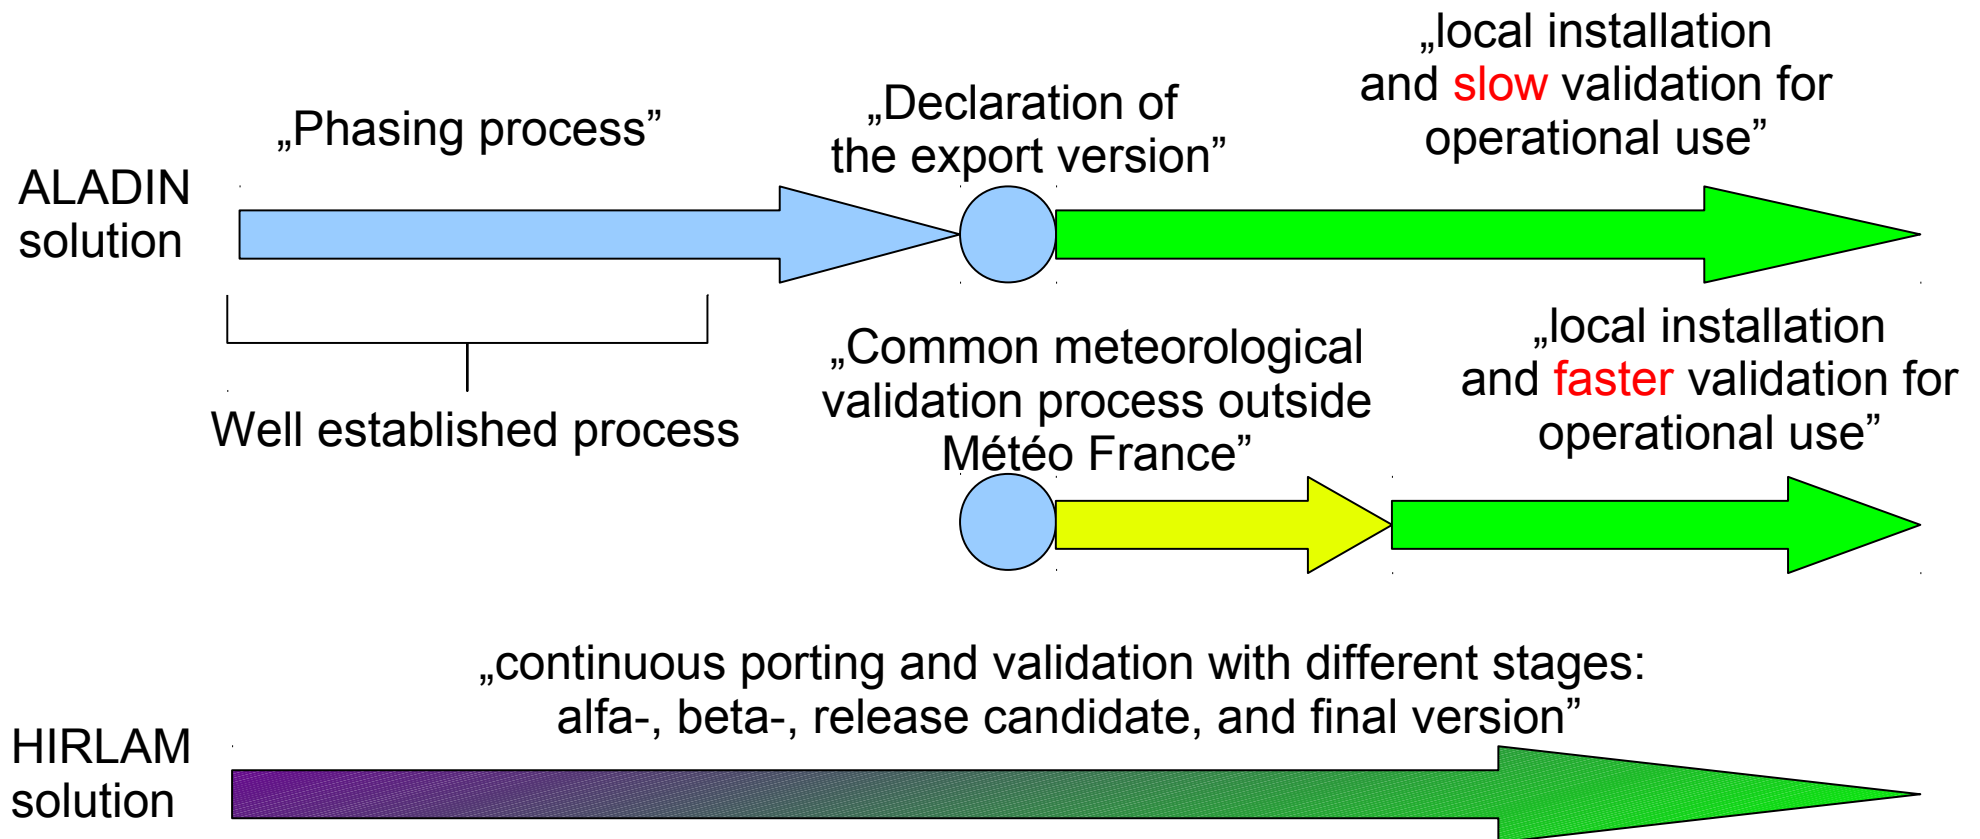 „local installation
and slow validation for
operational use”
„Declaration of
the export version”
„Phasing process”
ALADIN
solution
„local installation
and faster validation for
operational use”
„Common meteorological
validation process outside
Météo France”
Well established process
„continuous porting and validation with different stages:
alfa-, beta-, release candidate, and final version”
HIRLAM
solution